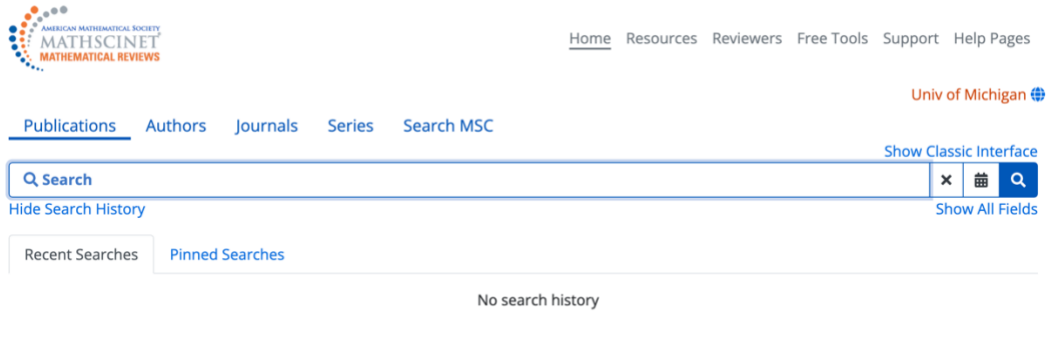 AMERICAN MATHEMATICAL SOCIETY
MATHSCINET®
MATHEMATICAL REVIEWS
Home Resources Reviewers Free Tools Support Help Pages
Univ of Michigan
Publications Authors Journals Series Search MSC
Show Classic Interface
Search
Hide Search History Show All Fields
Recent Searches Pinned Searches
No search history